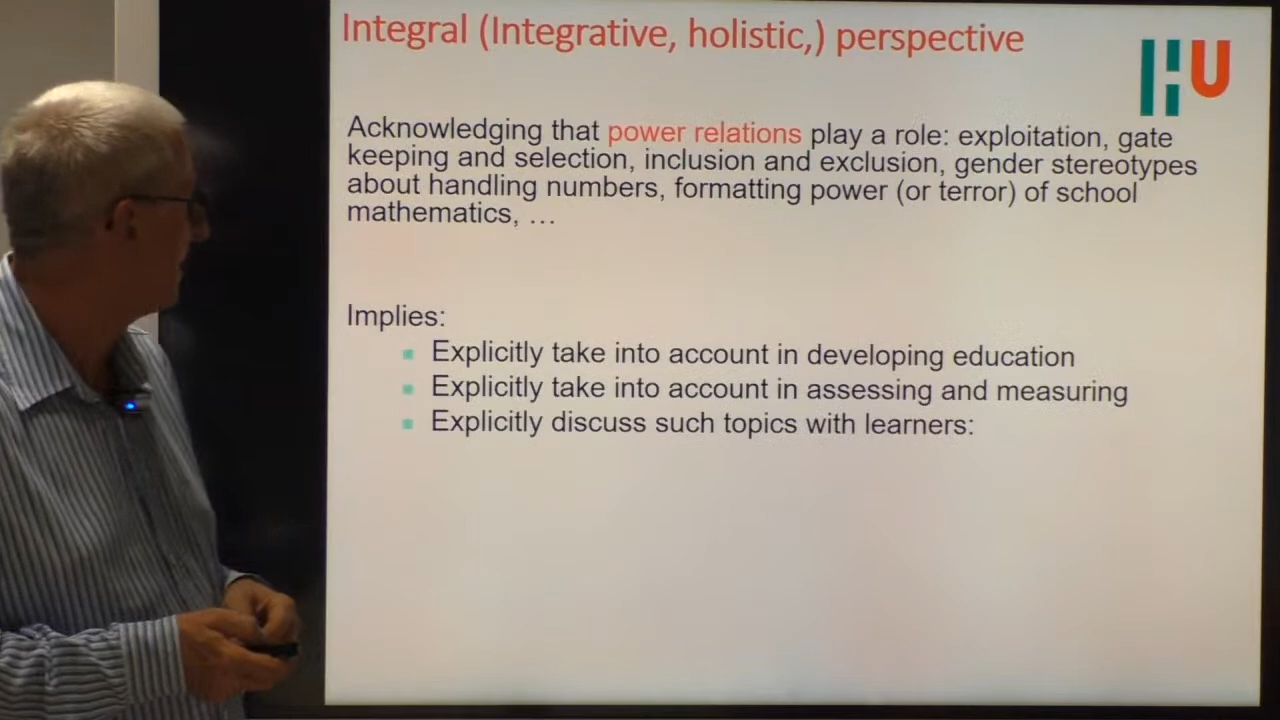 Integral (Integrative, holistic,) perspective
HU
Acknowledging that power relations play a role: exploitation, gate
keeping and selection, inclusion and exclusion, gender stereotypes
about handling numbers, formatting power (or terror) of school
mathematics, …
Implies:
Explicitly take into account in developing education
Explicitly take into account in assessing and measuring
Explicitly discuss such topics with learners: